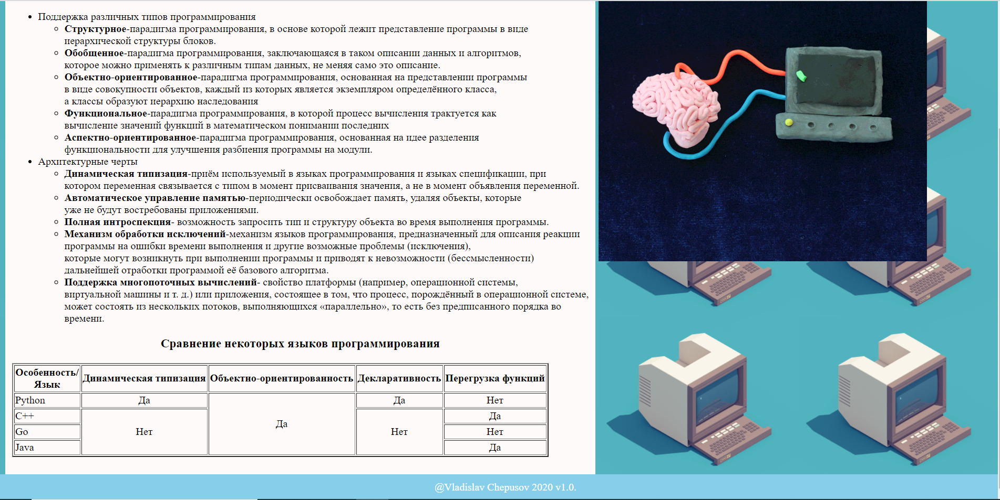 Поддержка различных типов программирования
Структурное-парадигма программирования, в основе которой лежит представление программы в виде
иерархической структуры блоков.
Обобщенное-парадигма программирования, заключающаяся в таком описании данных и алгоритмов,
которое можно применять к различным типам данных, не меняя само это описание.
Объектно-ориентированное-парадигма программирования, основанная на представлении программы
в виде совокупности объектов, каждый из которых является экземпляром определённого класса,
а классы образуют иерархию наследования
Функциональное-парадигма программирования, в которой процесс вычисления трактуется как
вычисление значений функций в математическом понимании последних
Аспектно-ориентированное-парадигма программирования, основанная на идее разделения
функциональности для улучшения разбиения программы на модули.
Архитектурные черты
Динамическая типизация-приём используемый в языках программирования и языках спецификации, при
котором переменная связывается с типом в момент присваивания значения, а не в момент объявления переменной.
Автоматическое управление памятью-периодически освобождает память, удаляя объекты, которые
уже не будут востребованы приложениями.
Полная интроспекция- возможность запросить тип и структуру объекта во время выполнения программы.
Механизм обработки исключений-механизм языков программирования, предназначенный для описания реакции
программы на ошибки времени выполнения и другие возможные проблемы (исключения),
которые могут возникнуть при выполнении программы и приводят к невозможности (бессмысленности)
дальнейшей отработки программой её базового алгоритма.
Поддержка многопоточных вычислений- свойство платформы (например, операционной системы,
виртуальной машины и т. д.) или приложения, состоящее в том, что процесс, порождённый в операционной системе,
может состоять из нескольких потоков, выполняющихся «параллельно», то есть без предписанного порядка во
времени.
Сравнение некоторых языков программирования
Особенность/
Язык
Динамическая типизация
Объектно-ориентированность
Декларативность
Перегрузка функций
Python
Да
Да
Да
Нет
C++
Нет
Нет
Да
Go
Нет
Java
Да
@Vladislav Chepusov 2020 v1.0.